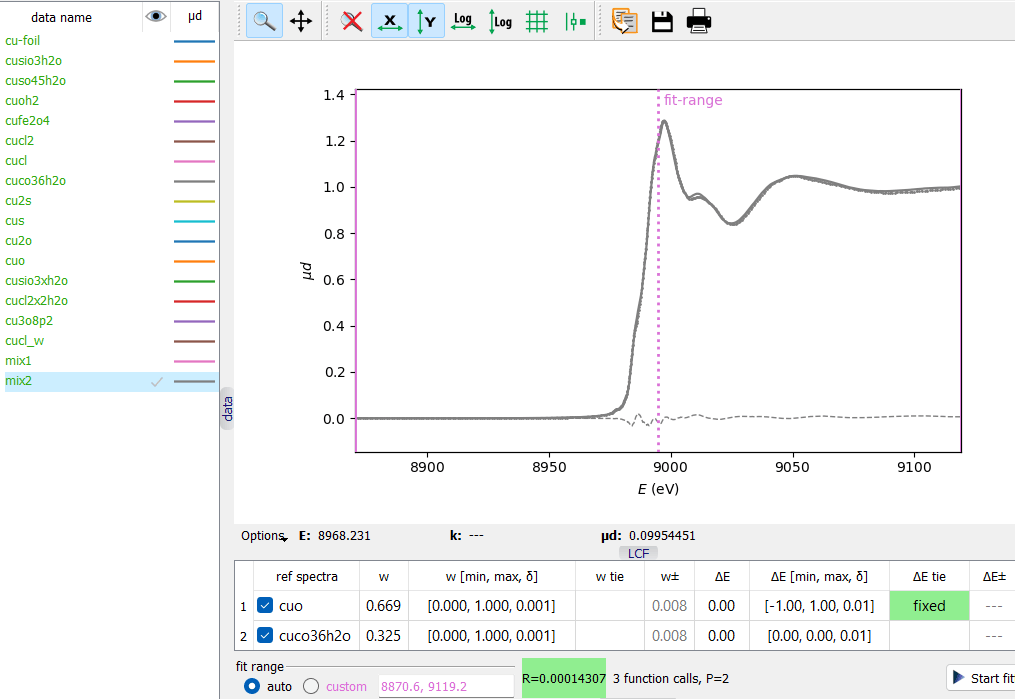 data name μd
cu-foil
cusio3h2o
cuso45h2o
cuoh2
cufe2o4
cucl2
cucl
cuco36h2o
cu2s
cus
cu2o
cuo
cusio3xh2o
cucl2x2h2o
cu3o8p2
cucl_w
mix1
mix2
data
X Y Log Log
fit-range
1.4
1.2
1.0
0.8
0.6
0.4
0.2
0.0
μd
8900 8950 9000 9050 9100
E (eV)
Options E: 8968.231 k: --- μd: 0.09954451
LCF
ref spectra w w [min, max, δ] w tie w± ΔE ΔE [min, max, δ] ΔE tie ΔE±
1 cuo 0.669 [0.000, 1.000, 0.001] 0.008 0.00 [-1.00, 1.00, 0.01] fixed ---
2 cuco36h2o 0.325 [0.000, 1.000, 0.001] 0.008 0.00 [0.00, 0.00, 0.01] ---
fit range
auto custom 8870.6, 9119.2 R=0.00014307 3 function calls, P=2 Start fit